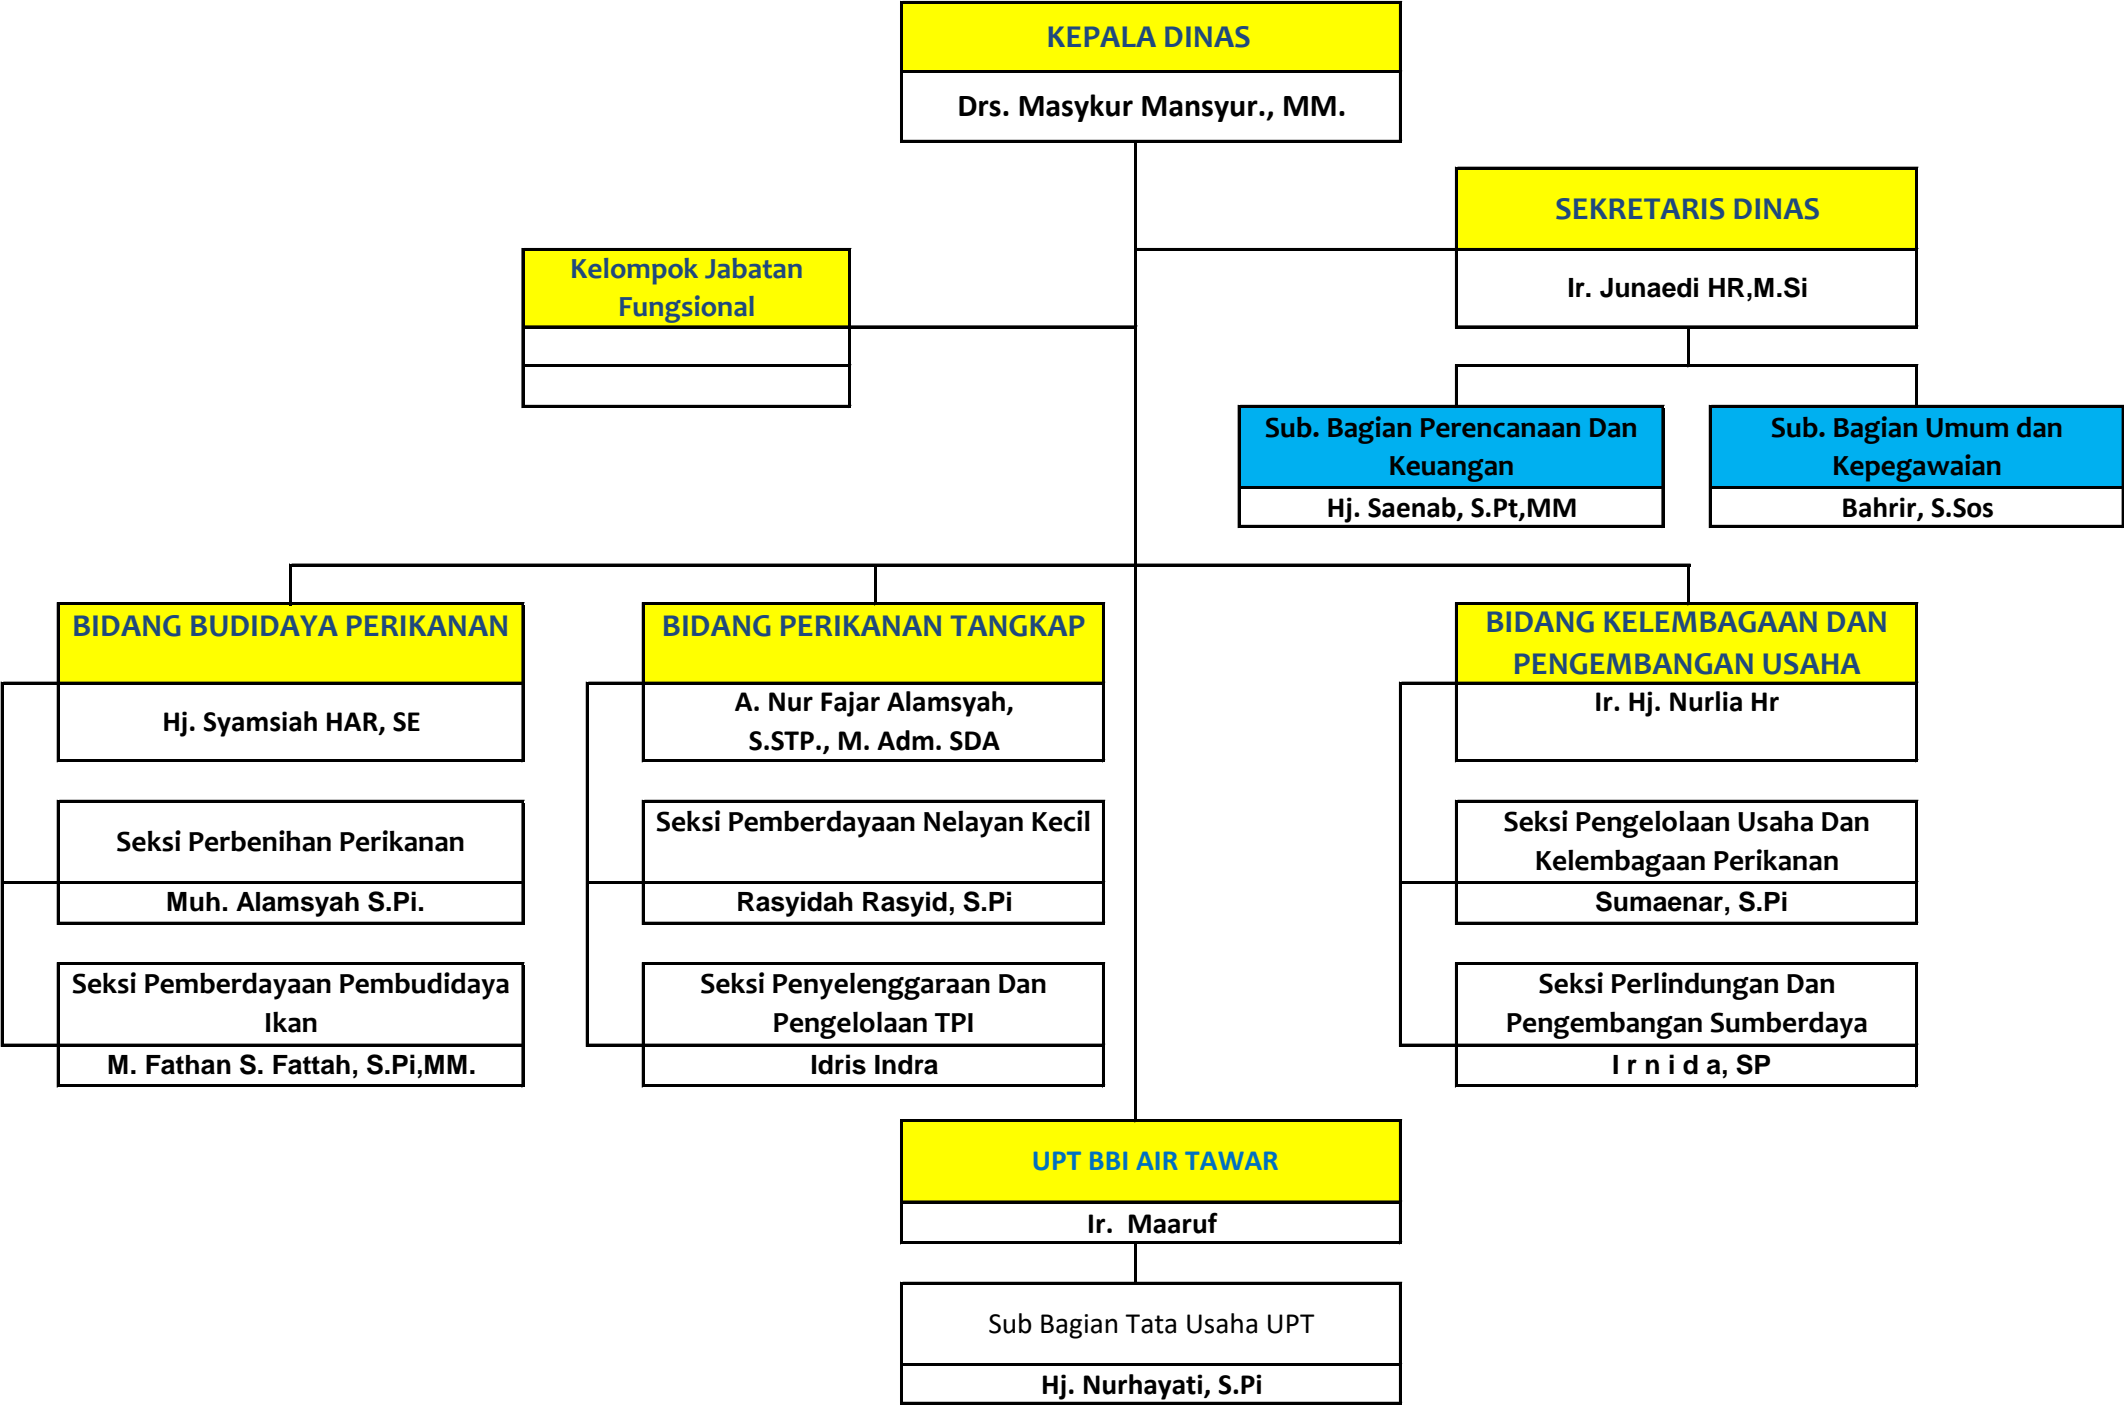 KEPALA DINAS
Drs. Masykur Mansyur., MM.
SEKRETARIS DINAS
Ir. Junaedi HR,M.Si
Kelompok Jabatan
Fungsional
Sub. Bagian Perencanaan Dan
Keuangan
Hj. Saenab, S.Pt,MM
Sub. Bagian Umum dan
Kepegawaian
Bahrir, S.Sos
BIDANG BUDIDAYA PERIKANAN
Hj. Syamsiah HAR, SE
Seksi Perbenihan Perikanan
Muh. Alamsyah S.Pi.
Seksi Pemberdayaan Pembudidaya
Ikan
M. Fathan S. Fattah, S.Pi,MM.
BIDANG PERIKANAN TANGKAP
A. Nur Fajar Alamsyah,
S.STP., M. Adm. SDA
Seksi Pemberdayaan Nelayan Kecil
Rasyidah Rasyid, S.Pi
Seksi Penyelenggaraan Dan
Pengelolaan TPI
Idris Indra
BIDANG KELEMBAGAAN DAN
PENGEMBANGAN USAHA
Ir. Hj. Nurlia Hr
Seksi Pengelolaan Usaha Dan
Kelembagaan Perikanan
Sumaenar, S.Pi
Seksi Perlindungan Dan
Pengembangan Sumberdaya
I r n i d a, SP
UPT BBI AIR TAWAR
Ir.  Maaruf
Sub Bagian Tata Usaha UPT
Hj. Nurhayati, S.Pi